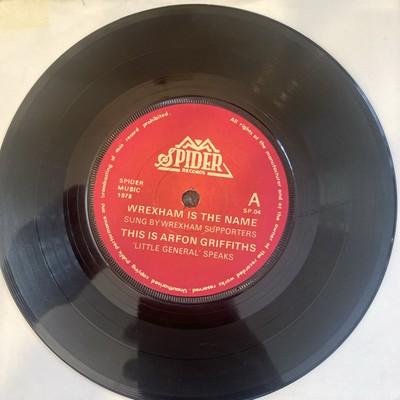 SPIDER
RECORDS
SPIDER
MUSIC
1978
A
SP.04
WREXHAM IS THE NAME
SUNG BY WREXHAM SUPPORTERS
THIS IS ARFON GRIFFITHS
'LITTLE GENERAL' SPEAKS
All rights of the manufacturer and of the owner of the recorded work reserved. Unauthorised copying public performance and broadcasting of this record prohibited.